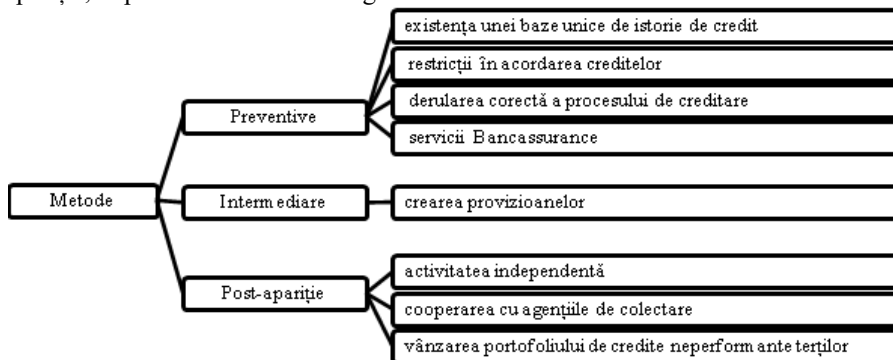 existența unei baze unice de istorie de credit
restricții în acordarea creditelor
derularea corectă a procesului de creditare
Preventive
servicii Bancassurance
Metode
Intermediare
crearea provizioanelor
activitatea independentă
Post-apariție
cooperarea cu agențiile de colectare
vânzarea portofoliului de credite neperformante terților